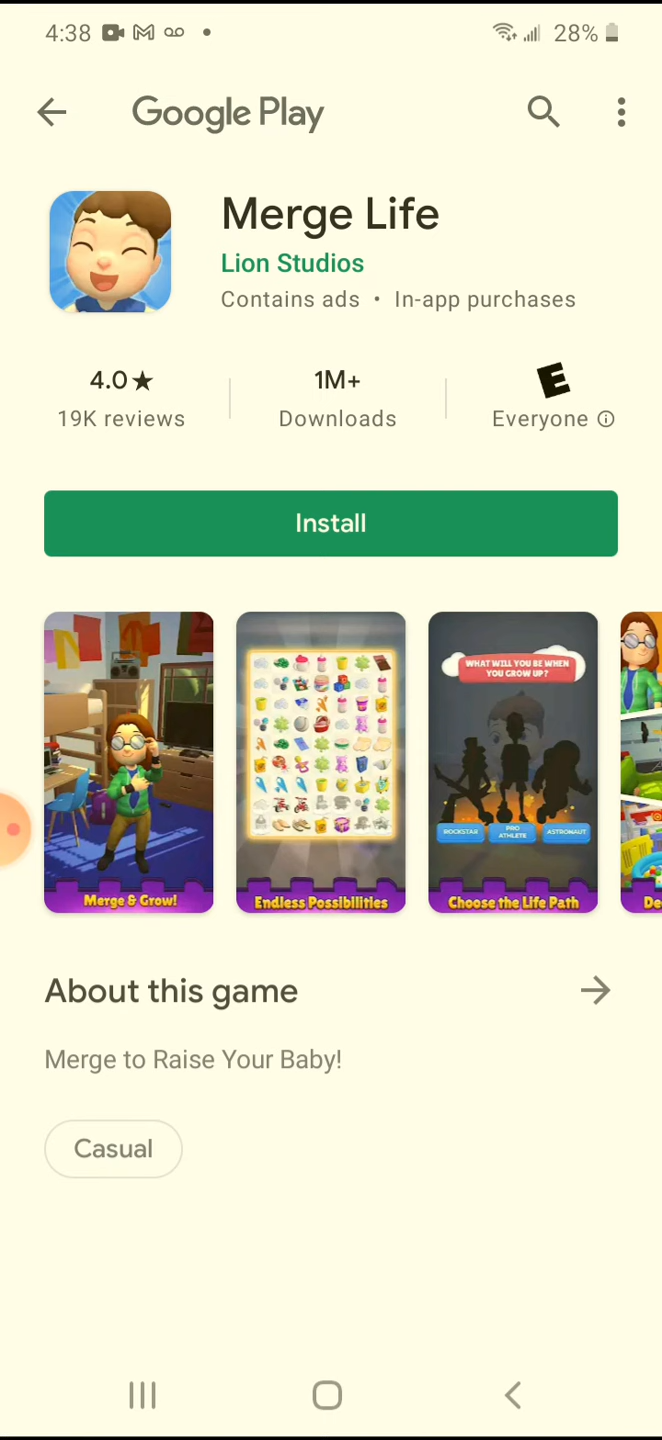 4:38
28%
Google Play
Merge Life
Lion Studios
Contains ads • In-app purchases
4.0★
1M+
E
19K reviews
Downloads
Everyone
Install
WHAT WILL YOU BE WHEN
YOU GROW UP?
ROCKSTAR
PRO
ATHLETE
ASTRONAUT
Merge & Grow!
Endless Possibilities
Choose the Life Path
De
About this game
Merge to Raise Your Baby!
Casual